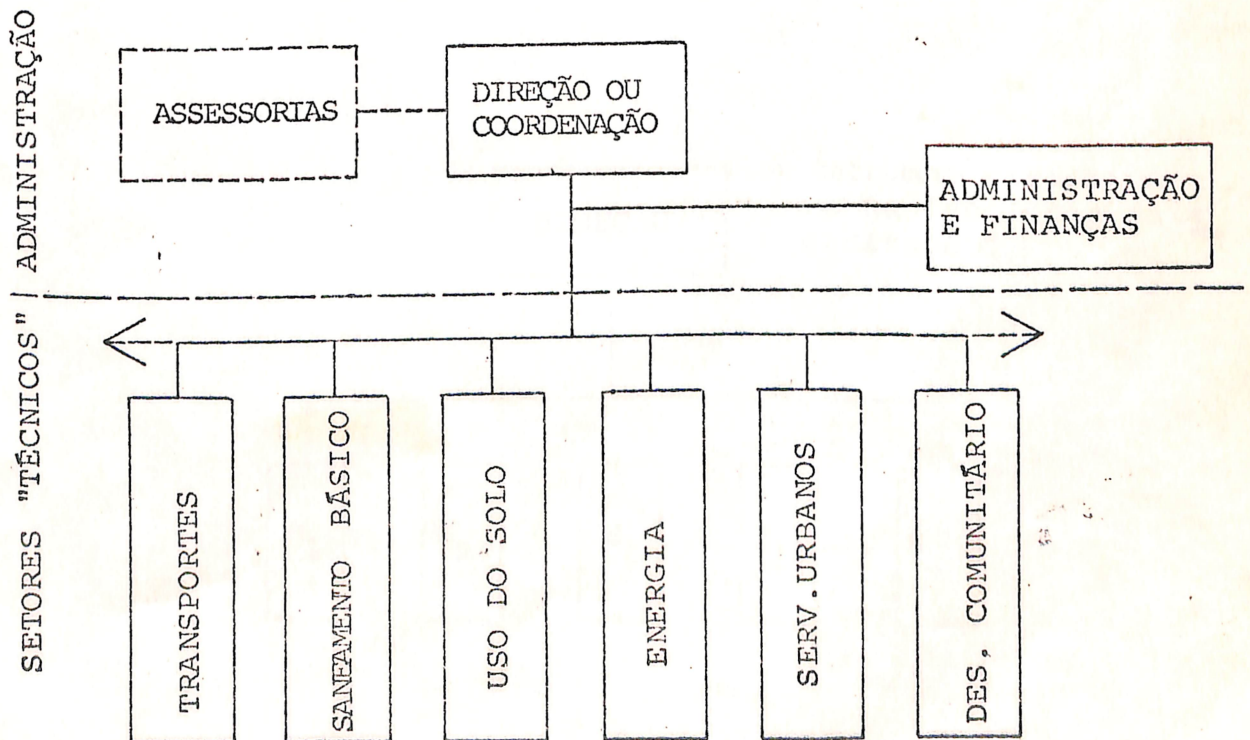 ADMINISTRAÇÃO
ASSESSORIAS
DIREÇÃO OU
COORDENAÇÃO
ADMINISTRAÇÃO
E FINANÇAS
SETORES "TÉCNICOS"
TRANSPORTES
SANEAMENTO BÁSICO
USO DO SOLO
ENERGIA
SERV.URBANOS
DES, COMUNITÁRIO